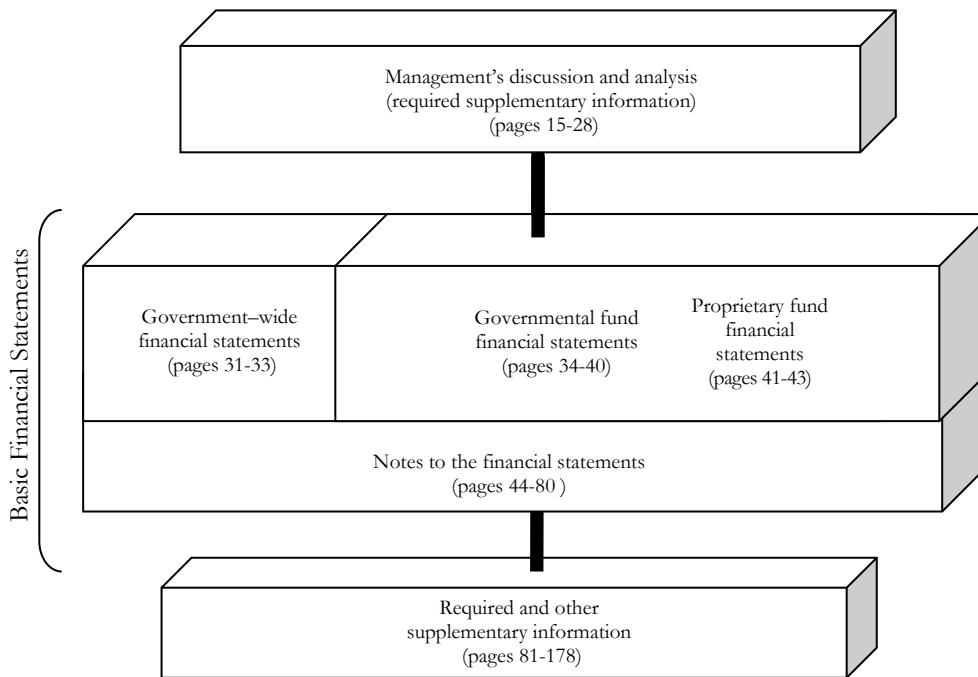 Management’s discussion and analysis
(required supplementary information)
(pages 15-28)
Basic Financial Statements
Government–wide
financial statements
(pages 31-33)
Governmental fund
financial statements
(pages 34-40)
Proprietary fund
financial
statements
(pages 41-43)
Notes to the financial statements
(pages 44-80 )
Required and other
supplementary information
(pages 81-178)